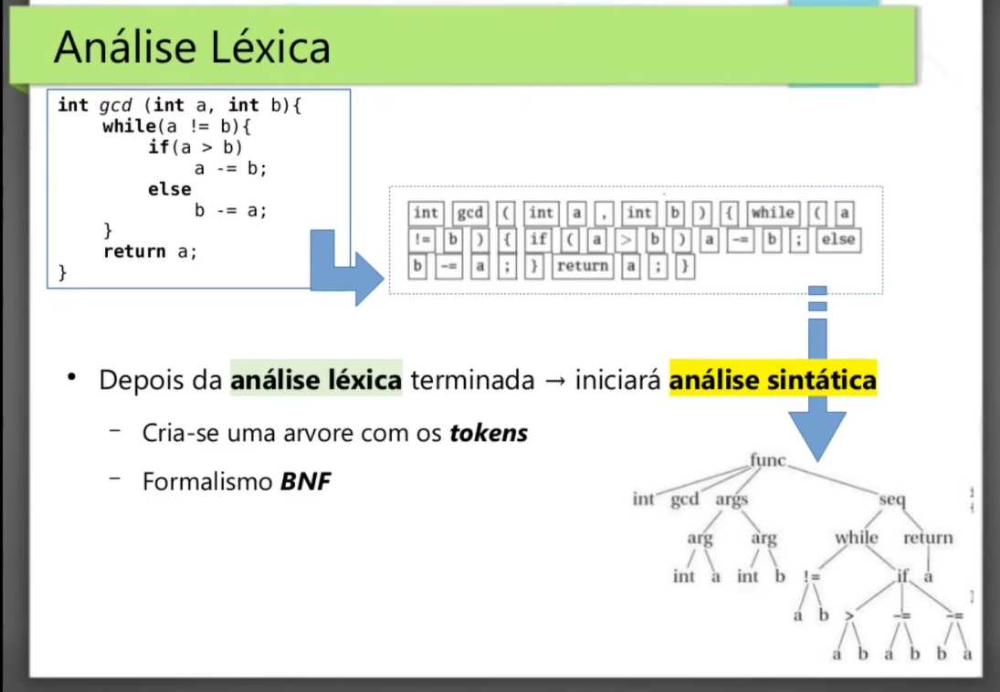 Análise Léxica
int gcd (int a, int b){
while(a != b){
if(a > b)
a -= b;
else
b -= a;
}
return a;
}
int gcd ( int a , int b ) { while ( a
!= b ) { if ( a > b ) a -= b ; else
b -= a ; } return a ; }
• Depois da análise léxica terminada → iniciará análise sintática
– Cria-se uma arvore com os tokens
– Formalismo BNF
func
int gcd args seq
arg arg while return
int a int b != if a
a b > -= -=
a b a b b a